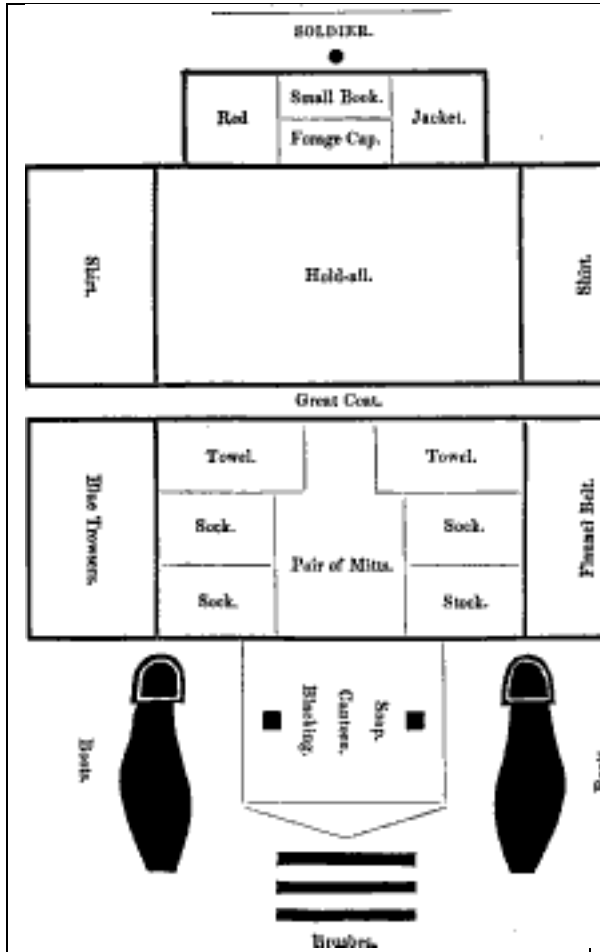 SOLDIER.
Red
Small Book.
Jacket.
Forage Cap.
Shirt.
Hold-all.
Shirt.
Great Coat.
Blue Trowsers.
Towel.
Towel.
Flannel Belt.
Sock.
Sock.
Pair of Mitts.
Sock.
Stock.
Boots.
Blacking.
Canteen.
Soap.
Brushes.